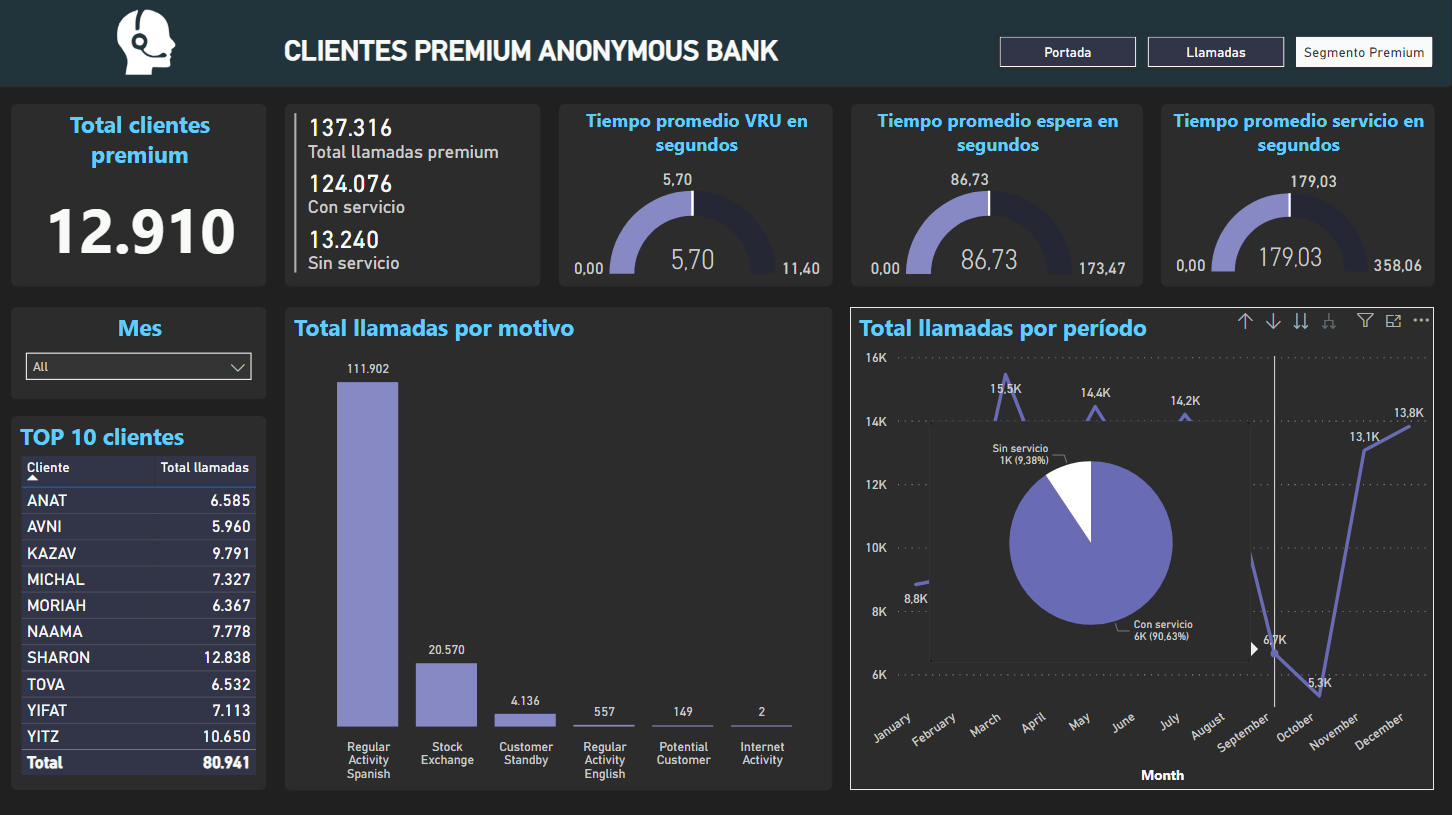 CLIENTES PREMIUM ANONYMOUS BANK
Portada
Llamadas
Segmento Premium
Total clientes
premium
12.910
137.316
Total llamadas premium
124.076
Con servicio
13.240
Sin servicio
Tiempo promedio VRU en
segundos
5,70
0,00
5,70
11,40
Tiempo promedio espera en
segundos
86,73
0,00
86,73
173,47
Tiempo promedio servicio en
segundos
179,03
0,00
179,03
358,06
Mes
All
TOP 10 clientes
Cliente Total llamadas
ANAT 6.585
AVNI 5.960
KAZAV 9.791
MICHAL 7.327
MORIAH 6.367
NAAMA 7.778
SHARON 12.838
TOVA 6.532
YIFAT 7.113
YITZ 10.650
Total 80.941
Total llamadas por motivo
111.902
20.570
4.136
557
149
2
Regular
Activity
Spanish
Stock
Exchange
Customer
Standby
Regular
Activity
English
Potential
Customer
Internet
Activity
Total llamadas por período
16K
14K
12K
10K
8K
6K
8,8K
15,5K
14,4K
14,2K
6,7K
5,3K
13,1K
13,8K
Sin servicio
1K (9,38%)
Con servicio
6K (90,63%)
January
February
March
April
May
June
July
August
September
October
November
December
Month